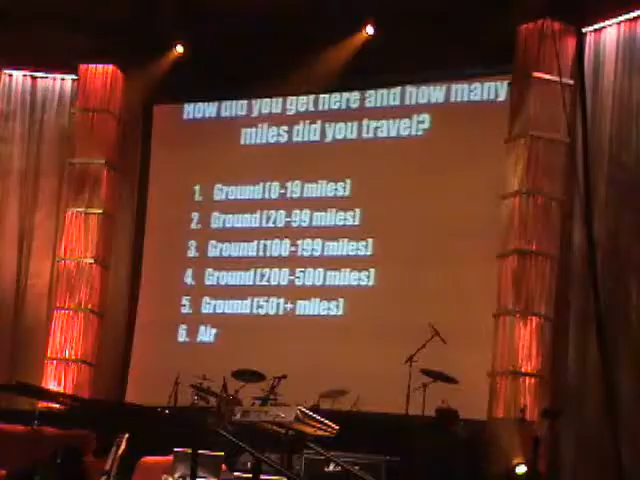 How did you get here and how many
miles did you travel?
1. Ground (0-19 miles)
2. Ground (20-99 miles)
3. Ground (100-199 miles)
4. Ground (200-500 miles)
5. Ground (501+ miles)
6. Air